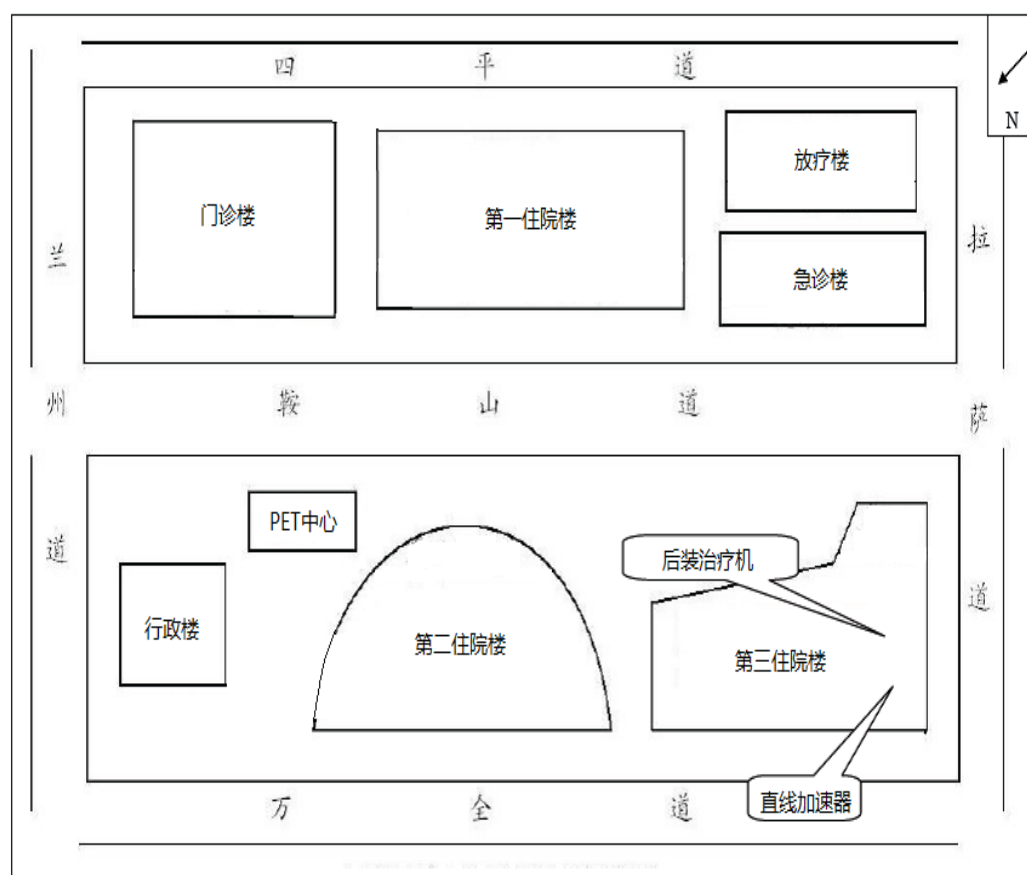 四平道
N
门诊楼
第一住院楼
放疗楼
急诊楼
兰州道
拉萨道
鞍山道
PET中心
行政楼
第二住院楼
后装治疗机
第三住院楼
直线加速器
万全道